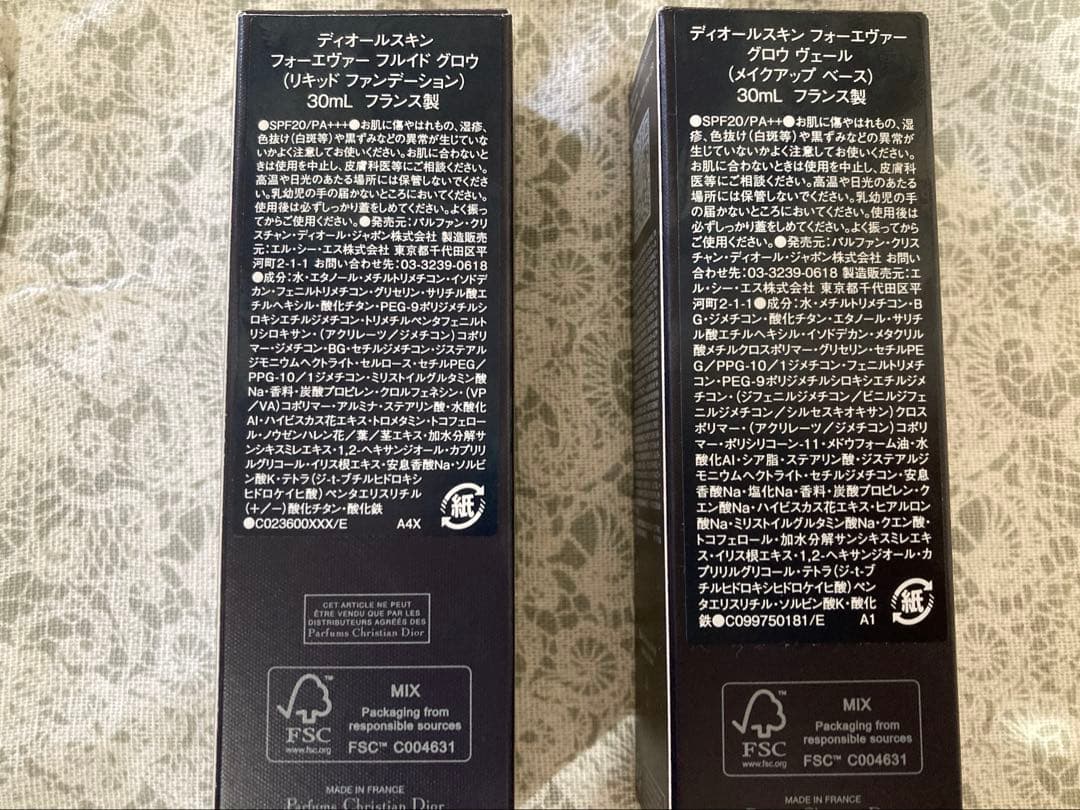 ディオールスキン
フォーエヴァー フルイド グロウ
(リキッド ファンデーション)
30mL フランス製
●SPF20/PA+++●お肌に傷やはれもの、湿疹、
色抜け(白斑等)や黒ずみなどの異常が生じていな
いかよく注意してお使いください。お肌に合わないと
きは使用を中止し、皮膚科医等にご相談ください。
高温や日光のあたる場所には保管しないでくださ
い。乳幼児の手の届かないところにおいてください。
使用後は必ずしっかり蓋をしめてください。よく振っ
てからご使用ください。●発売元:パルファン・クリ
スチャン・ディオール・ジャポン株式会社 製造販売
元:エル・シー・エス株式会社 東京都千代田区平
河町2-1-1 お問い合わせ先:03-3239-0618
●成分:水・エタノール・メチルトリメチコン・イソドデ
カン・フェニルトリメチコン・グリセリン・サリチル酸エ
チルヘキシル・酸化チタン・PEG-9ポリジメチルシ
ロキシエチルジメチコン・トリメチルペンタフェニルト
リシロキサン・(アクリレーツ/ジメチコン)コポリ
マー・ジメチコン・BG・セチルジメチコン・ジステアル
ジモニウムヘクトライト・セルロース・セチルPEG/
PPG-10/1ジメチコン・ミリストイルグルタミン酸
Na・香料・炭酸プロピレン・クロルフェネシン・(VP
/VA)コポリマー・アルミナ・ステアリン酸・水酸化
Al・ハイビスカス花エキス・トロメタミン・トコフェロー
ル・ノウゼンハレン花/葉/茎エキス・加水分解サ
ンシキスミレエキス・1,2-ヘキサンジオール・カプリリ
ルグリコール・イリス根エキス・安息香酸Na・ソルビ
ン酸K・テトラ(ジ-t-ブチルヒドロキシ
ヒドロケイヒ酸)ペンタエリスリチル
(+/-)酸化チタン・酸化鉄
●C023600XXX/E A4X
紙
CET ARTICLE NE PEUT
ÊTRE VENDU QUE PAR LES
DISTRIBUTEURS AGRÉÉS DES
Parfums Christian Dior
FSC
www.fsc.org
MIX
Packaging from
responsible sources
FSC™ C004631
MADE IN FRANCE
Parfums Christian Dior
ディオールスキン フォーエヴァー
グロウ ヴェール
(メイクアップ ベース)
30mL フランス製
●SPF20/PA++●お肌に傷やはれもの、湿
疹、色抜け(白斑等)や黒ずみなどの異常が
生じていないかよく注意してお使いください。
お肌に合わないときは使用を中止し、皮膚科
医等にご相談ください。高温や日光のあたる
場所には保管しないでください。乳幼児の手
の届かないところにおいてください。使用後は
必ずしっかり蓋をしめてください。よく振ってから
ご使用ください。●発売元:パルファン・クリス
チャン・ディオール・ジャポン株式会社 お問い
合わせ先:03-3239-0618 製造販売元:エ
ル・シー・エス株式会社 東京都千代田区平
河町2-1-1●成分:水・メチルトリメチコン・B
G・ジメチコン・酸化チタン・エタノール・サリチ
ル酸エチルヘキシル・イソドデカン・メタクリル
酸メチルクロスポリマー・グリセリン・セチルPE
G/PPG-10/1ジメチコン・フェニルトリメチ
コン・PEG-9ポリジメチルシロキシエチルジメ
チコン・(ジフェニルジメチコン/ビニルジフェ
ニルジメチコン/シルセスキオキサン)クロス
ポリマー・(アクリレーツ/ジメチコン)コポリ
マー・ポリシリコーン-11・メドウフォーム油・水
酸化Al・シア脂・ステアリン酸・ジステアルジ
モニウムヘクトライト・セチルジメチコン・安息
香酸Na・塩化Na・香料・炭酸プロピレン・ク
エン酸Na・ハイビスカス花エキス・ヒアルロン
酸Na・ミリストイルグルタミン酸Na・クエン酸・
トコフェロール・加水分解サンシキスミレエキ
ス・イリス根エキス・1,2-ヘキサンジオール・カ
プリリルグリコール・テトラ(ジ-t-ブ
チルヒドロキシヒドロケイヒ酸)ペン
タエリスリチル・ソルビン酸K・酸化
鉄●C099750181/E A1
紙
FSC
www.fsc.org
MIX
Packaging from
responsible sources
FSC™ C004631
MADE IN FRANCE